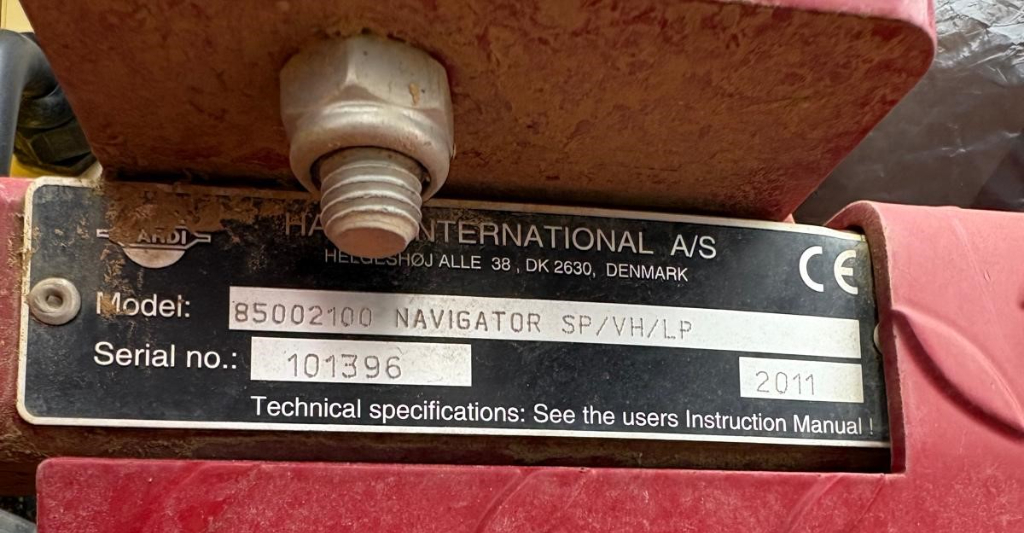 ARDI
INTERNATIONAL A/S
HELGESHØJ ALLE 38, DK 2630, DENMARK
CE
Model: 85002100 NAVIGATOR SP/VH/LP
Serial no.: 101396 2011
Technical specifications: See the users Instruction Manual !